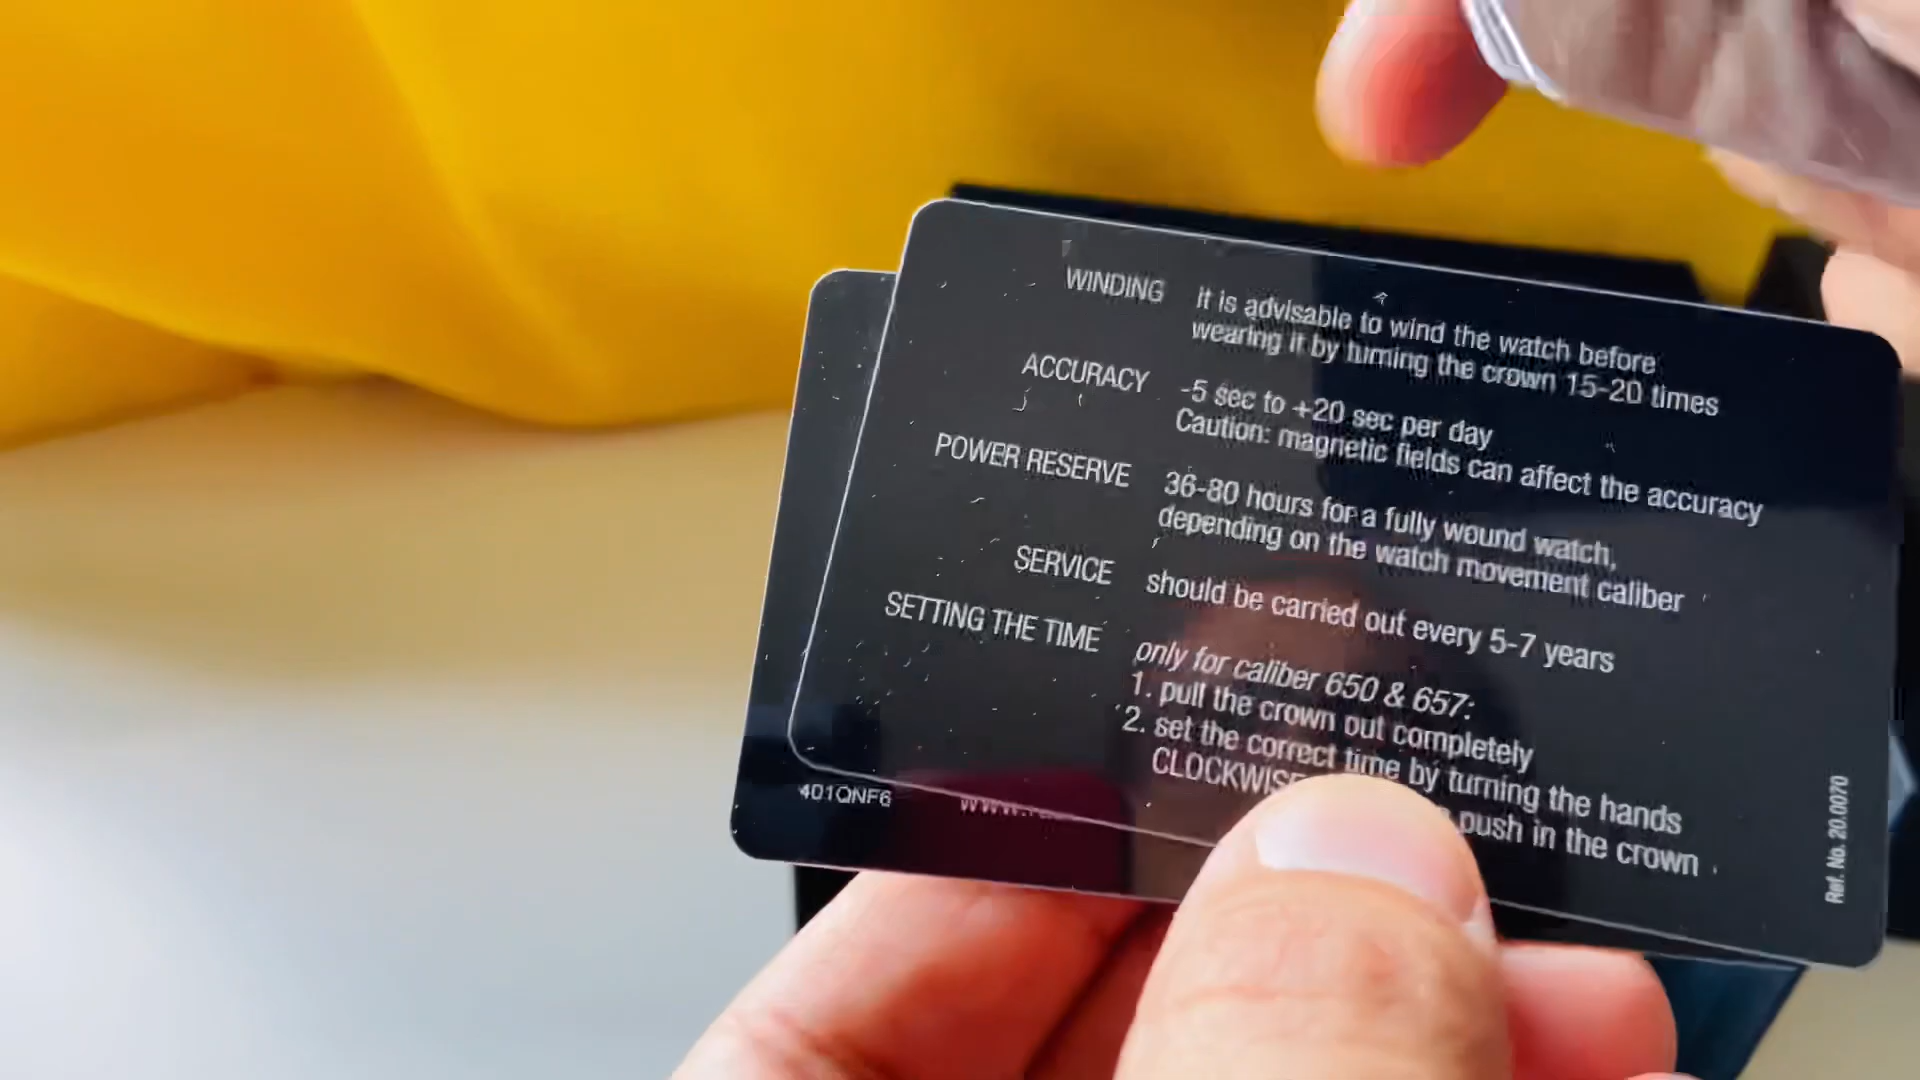 WINDING It is advisable to wind the watch before
wearing it by turning the crown 15-20 times
ACCURACY -5 sec to +20 sec per day
Caution: magnetic fields can affect the accuracy
POWER RESERVE 36-80 hours for a fully wound watch,
depending on the watch movement caliber
SERVICE should be carried out every 5-7 years
SETTING THE TIME only for caliber 650 & 657:
1. pull the crown out completely
2. set the correct time by turning the hands
CLOCKWISE
push in the crown
Ref. No. 20.0070
401QNF6